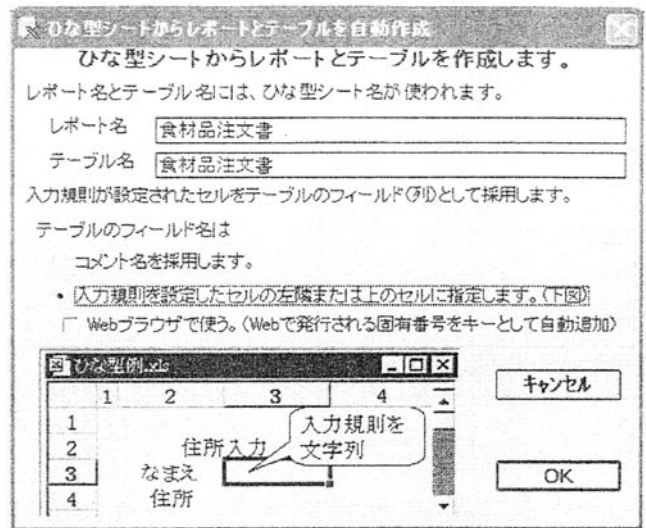 ひな型シートからレポートとテーブルを自動作成
ひな型シートからレポートとテーブルを作成します。
レポート名とテーブル名には、ひな型シート名が使われます。
レポート名 食材品注文書
テーブル名 食材品注文書
入力規則が設定されたセルをテーブルのフィールド(列)として採用します。
テーブルのフィールド名は
コメント名を採用します。
入力規則を設定したセルの左隣または上のセルに指定します。(下図)
Webブラウザで使う。(Webで発行される固有番号をキーとして自動追加)
ひな型例.xls
キャンセル
1 2 3 4
1
入力規則を
2 住所入力 文字列
3 なまえ
OK
4 住所